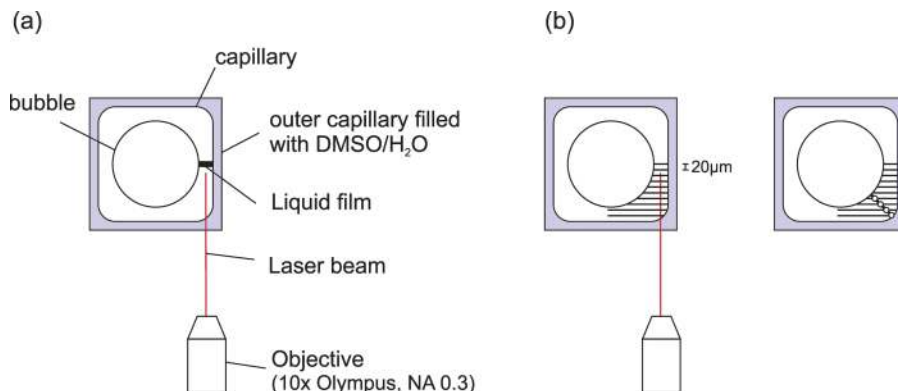 (a)
capillary
bubble
outer capillary filled
with DMSO/H₂O
Liquid film
Laser beam
Objective
(10x Olympus, NA 0.3)
(b)
20µm